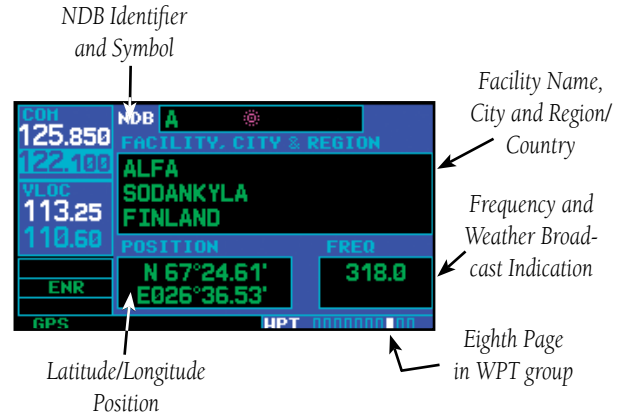 NDB Identifier
and Symbol
Facility Name,
City and Region/
Country
COM
125.850
122.100
VLOC
113.25
110.60
ENR
GPS
NDB A
FACILITY, CITY & REGION
ALFA
SODANKYLA
FINLAND
POSITION
N 67°24.61'
E026°36.53'
FREQ
318.0
WPT
Frequency and
Weather Broad-
cast Indication
Latitude/Longitude
Position
Eighth Page
in WPT group